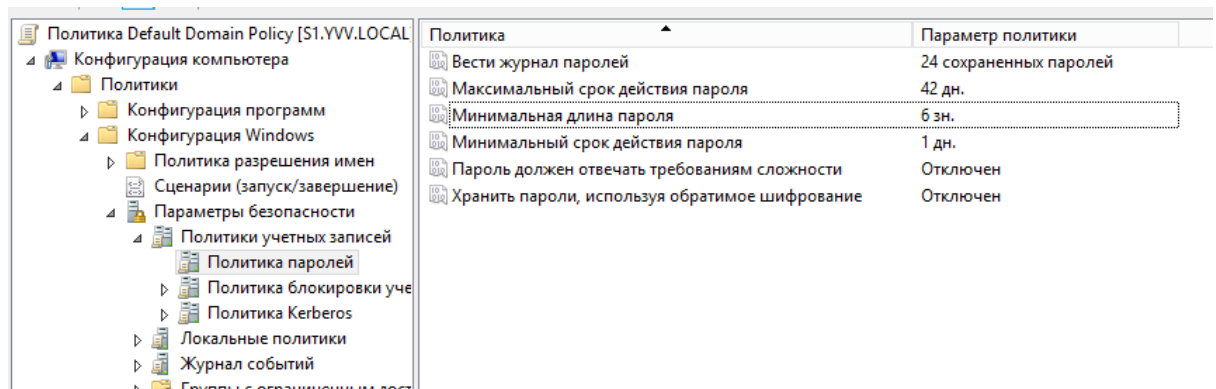 Политика Default Domain Policy [S1.YVV.LOCAL]
Конфигурация компьютера
Политики
Конфигурация программ
Конфигурация Windows
Политика разрешения имен
Сценарии (запуск/завершение)
Параметры безопасности
Политики учетных записей
Политика паролей
Политика блокировки уче
Политика Kerberos
Локальные политики
Журнал событий
Группы с ограниченным дост
Политика Параметр политики
Вести журнал паролей 24 сохраненных паролей
Максимальный срок действия пароля 42 дн.
Минимальная длина пароля 6 зн.
Минимальный срок действия пароля 1 дн.
Пароль должен отвечать требованиям сложности Отключен
Хранить пароли, используя обратимое шифрование Отключен